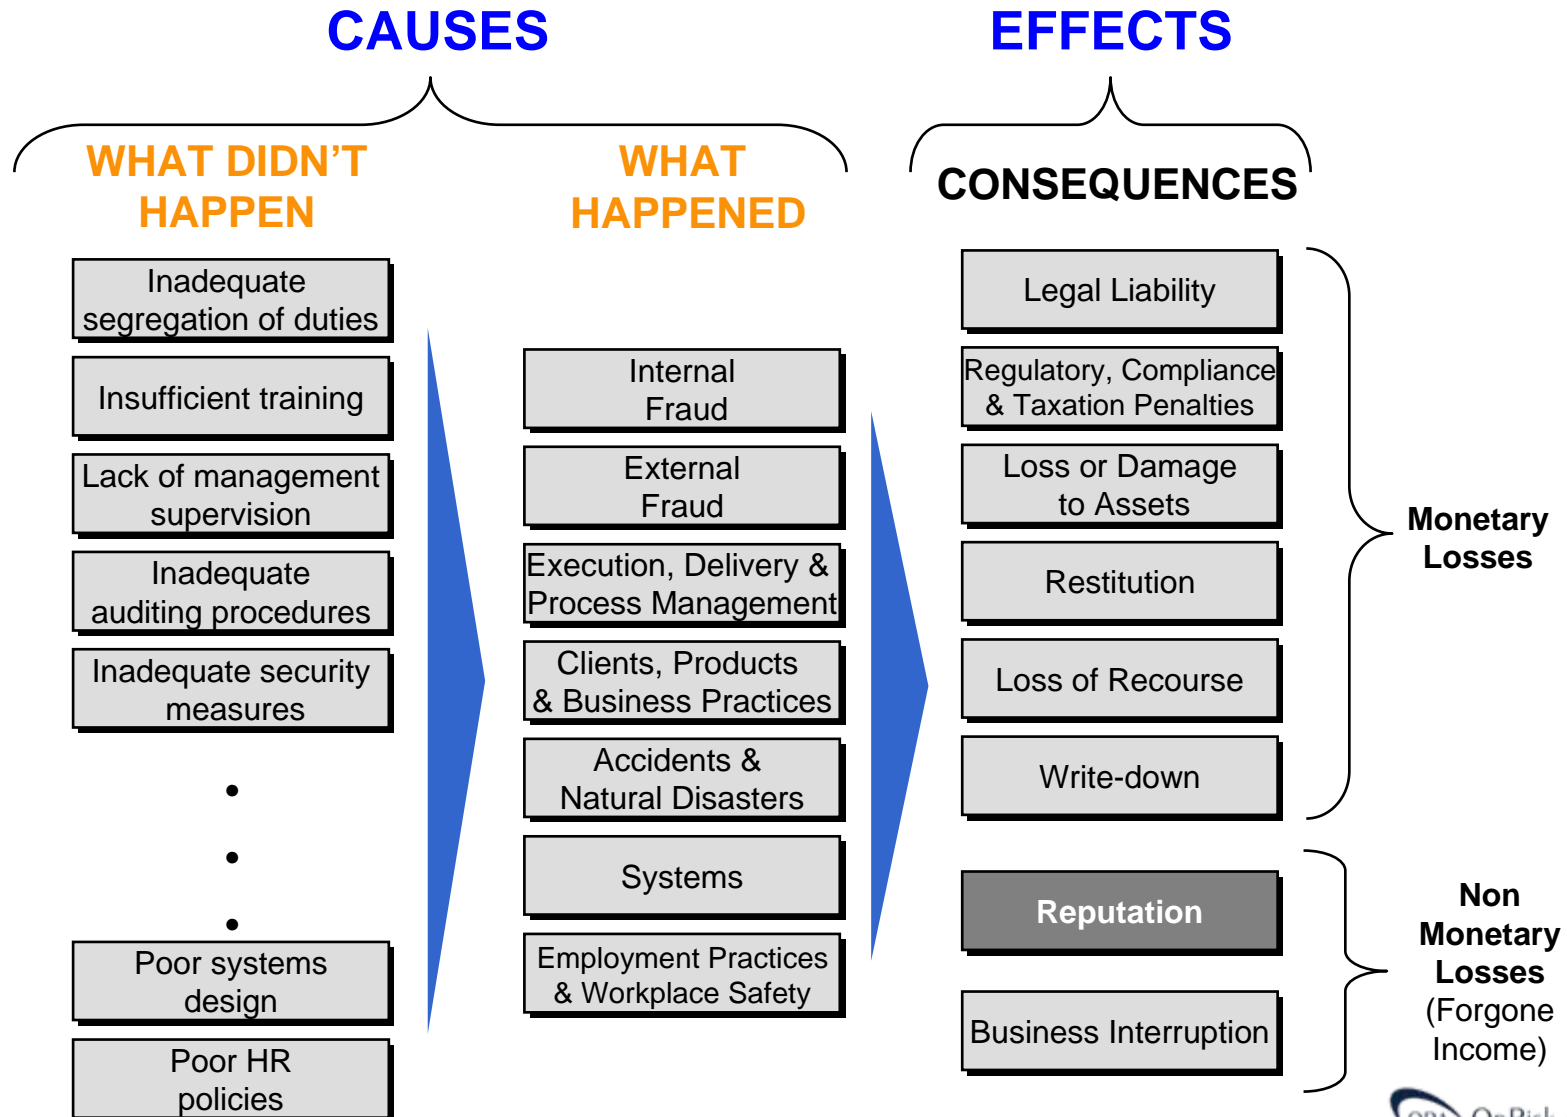 CAUSES
EFFECTS
WHAT DIDN'T
HAPPEN
WHAT
HAPPENED
CONSEQUENCES
Inadequate
segregation of duties
Insufficient training
Lack of management
supervision
Inadequate
auditing procedures
Inadequate security
measures
•
•
•
Poor systems
design
Poor HR
policies
Internal
Fraud
External
Fraud
Execution, Delivery &
Process Management
Clients, Products
& Business Practices
Accidents &
Natural Disasters
Systems
Employment Practices
& Workplace Safety
Legal Liability
Regulatory, Compliance
& Taxation Penalties
Loss or Damage
to Assets
Restitution
Loss of Recourse
Write-down
Reputation
Business Interruption
Monetary
Losses
Non
Monetary
Losses
(Forgone
Income)